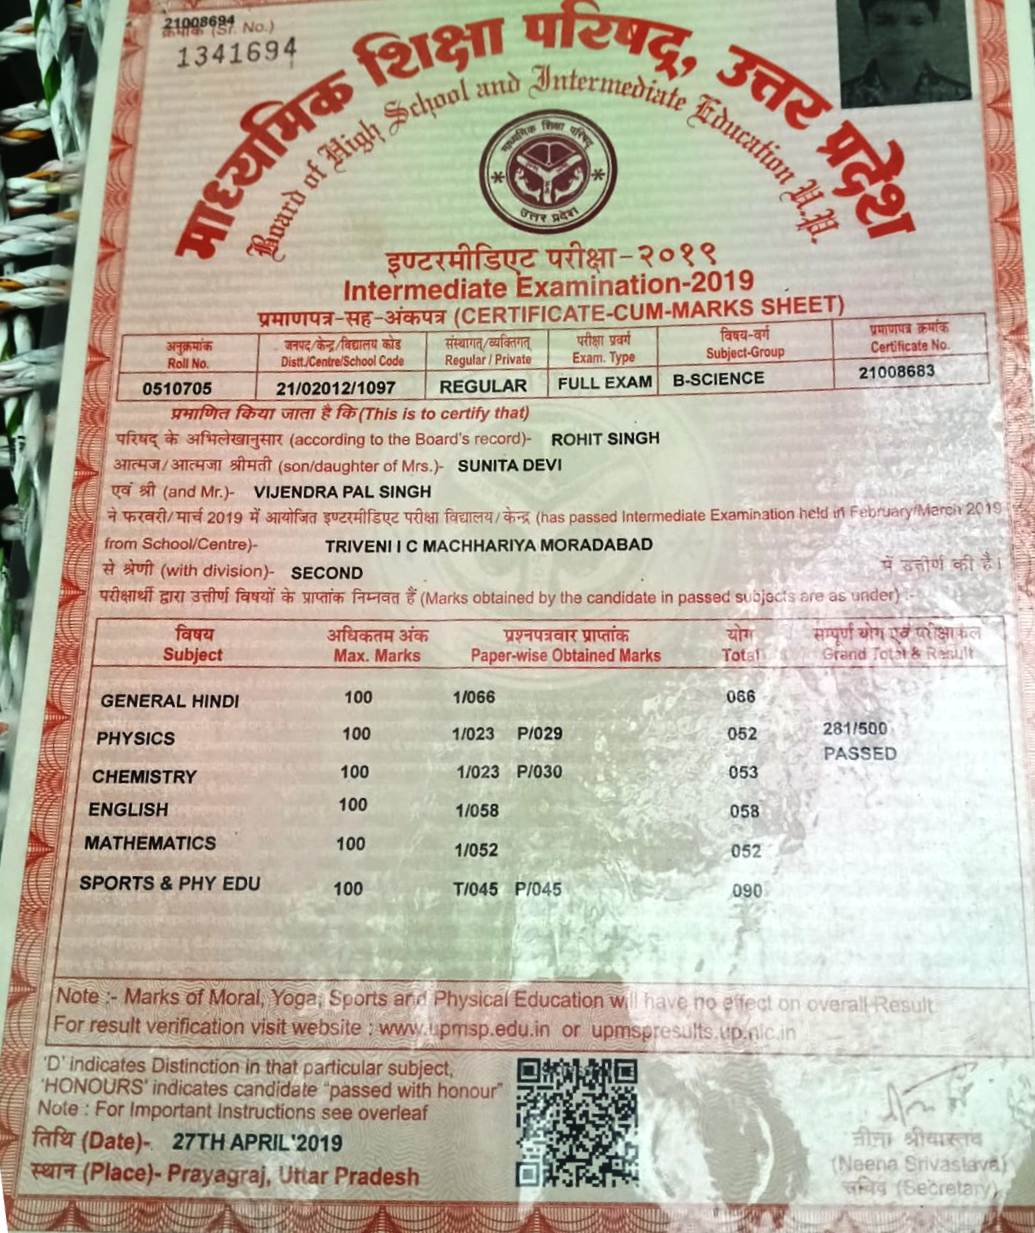 21008694
क्रमांक (Sr. No.)
1341694
माध्यमिक शिक्षा परिषद्, उत्तर प्रदेश
Board of High School and Intermediate Education U.P.
माध्यमिक शिक्षा परिषद
उत्तर प्रदेश
इण्टरमीडिएट परीक्षा-२०१९
Intermediate Examination-2019
प्रमाणपत्र-सह-अंकपत्र (CERTIFICATE-CUM-MARKS SHEET)
अनुक्रमांक जनपद/केन्द्र/विद्यालय कोड संस्थागत/व्यक्तिगत परीक्षा प्रवर्ग विषय-वर्ग प्रमाणपत्र क्रमांक
Roll No. Distt./Centre/School Code Regular / Private Exam. Type Subject-Group Certificate No.
0510705 21/02012/1097 REGULAR FULL EXAM B-SCIENCE 21008683
प्रमाणित किया जाता है कि (This is to certify that)
परिषद के अभिलेखानुसार (according to the Board's record)- ROHIT SINGH
आत्मज/आत्मजा श्रीमती (son/daughter of Mrs.)- SUNITA DEVI
एवं श्री (and Mr.)- VIJENDRA PAL SINGH
ने फरवरी/मार्च 2019 में आयोजित इण्टरमीडिएट परीक्षा विद्यालय/केन्द्र (has passed Intermediate Examination held in February/March 2019
from School/Centre)- TRIVENI I C MACHHARIYA MORADABAD
से श्रेणी (with division)- SECOND में उत्तीर्ण की है।
परीक्षार्थी द्वारा उत्तीर्ण विषयों के प्राप्तांक निम्नवत हैं (Marks obtained by the candidate in passed subjects are as under) :-
विषय अधिकतम अंक प्रश्नपत्रवार प्राप्तांक योग सम्पूर्ण योग एवं परीक्षाफल
Subject Max. Marks Paper-wise Obtained Marks Total Grand Total & Result
GENERAL HINDI 100 1/066 066
PHYSICS 100 1/023 P/029 052 281/500
PASSED
CHEMISTRY 100 1/023 P/030 053
ENGLISH 100 1/058 058
MATHEMATICS 100 1/052 052
SPORTS & PHY EDU 100 T/045 P/045 090
Note :- Marks of Moral, Yoga, Sports and Physical Education will have no effect on overall Result
For result verification visit website : www.upmsp.edu.in or upmspresults.up.nic.in
'D' indicates Distinction in that particular subject,
'HONOURS' indicates candidate "passed with honour"
Note : For Important Instructions see overleaf
तिथि (Date)- 27TH APRIL'2019
स्थान (Place)- Prayagraj, Uttar Pradesh
नीना श्रीवास्तव
(Neena Srivastava)
सचिव (Secretary)